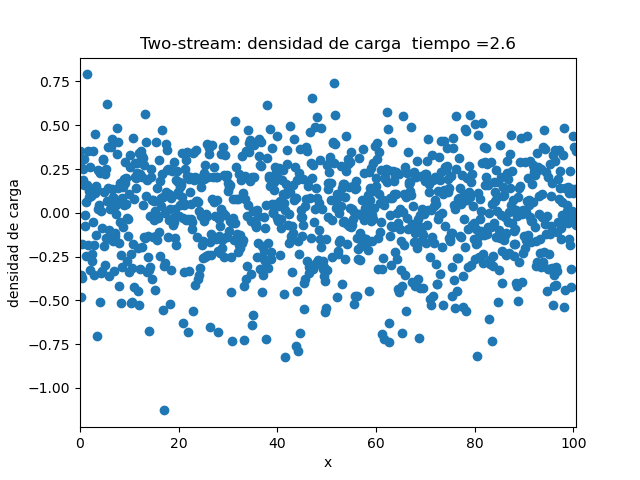 Two-stream: densidad de carga  tiempo =2.6
densidad de carga
0.75
0.50
0.25
0.00
−0.25
−0.50
−0.75
−1.00
0 20 40 60 80 100
x